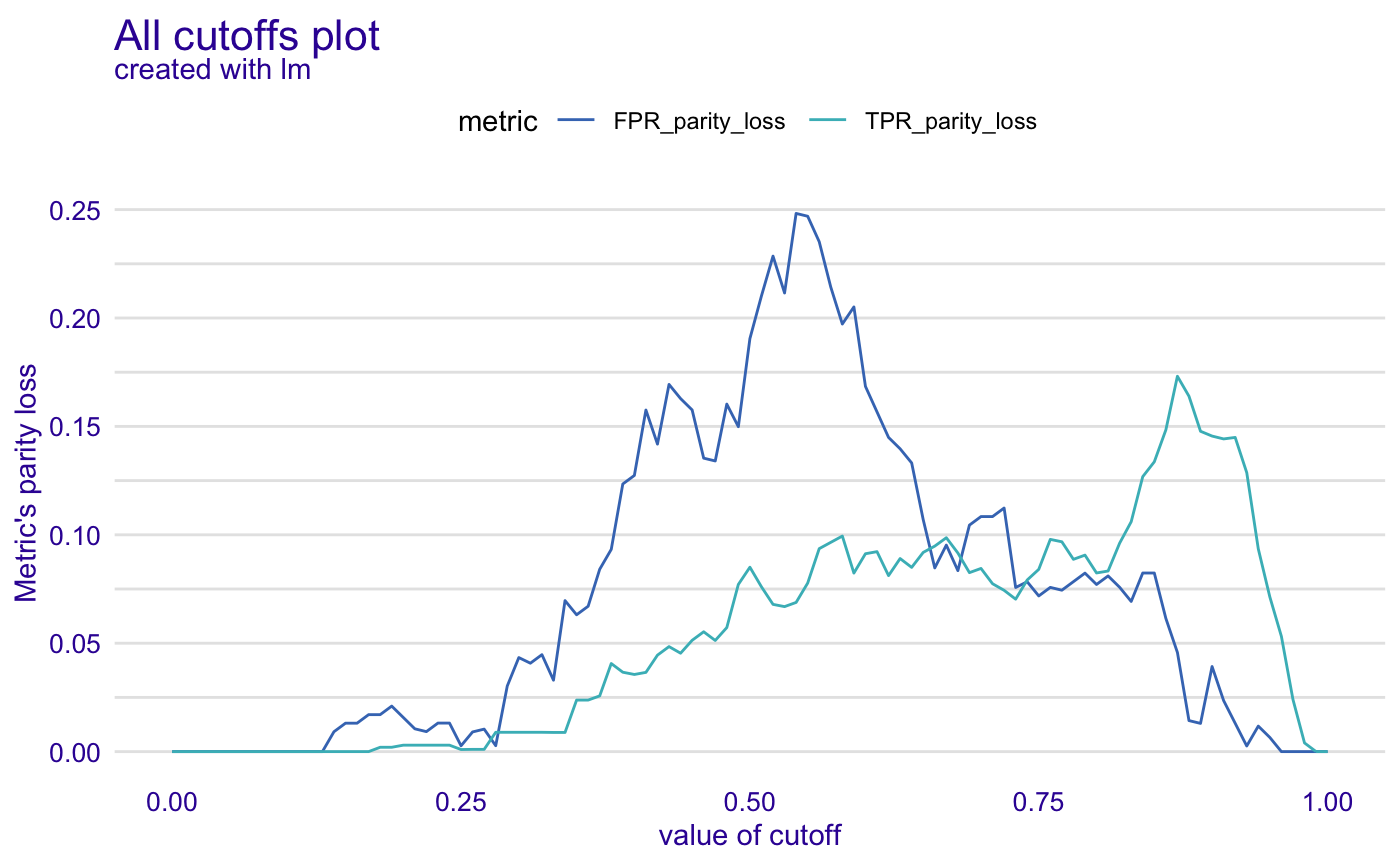 All cutoffs plot
created with lm
metric FPR_parity_loss TPR_parity_loss
Metric's parity loss
0.25
0.20
0.15
0.10
0.05
0.00
0.00 0.25 0.50 0.75 1.00
value of cutoff